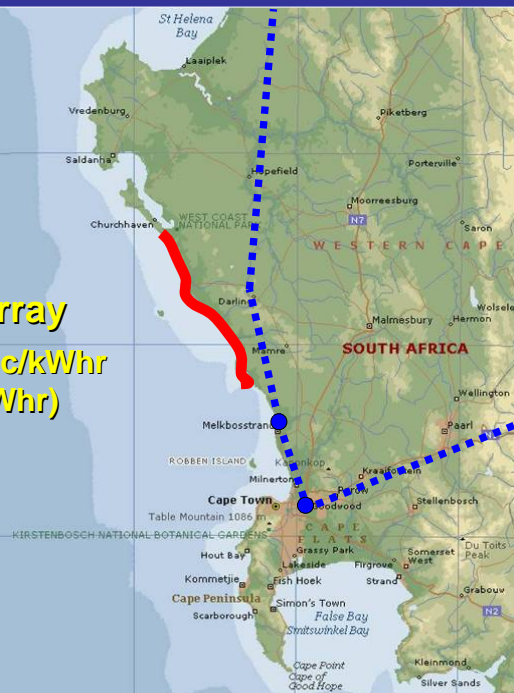 St Helena
Bay
Laaiplek
Vredenburg
Piketberg
Saldanha
Porterville
Hopefield
Moorreesburg
Churchhaven
WEST COAST
NATIONAL PARK
N7
Saron
WESTERN CAPE
Darling
rray
Malmesbury
Hermon
Wolsele
Mamre
SOUTH AFRICA
c/kWhr
Wellington
Whr)
Melkbosstrand
Paarl
ROBBEN ISLAND
Kraaifontein
Milnerton
Parow
Cape Town
Goodwood
Stellenbosch
Table Mountain 1086 m
CAPE
FLATS
KIRSTENBOSCH NATIONAL BOTANICAL GARDENS
Grassy Park
Du Toits
Peak
Hout Bay
Somerset
West
Lakeside
Firgrove
Kommetjie
Fish Hoek
Strand
Grabouw
Cape Peninsula
Simon's Town
N2
Scarborough
False Bay
Smitswinkel Bay
Cape Point
Cape of
Good Hope
Kleinmond
Silver Sands